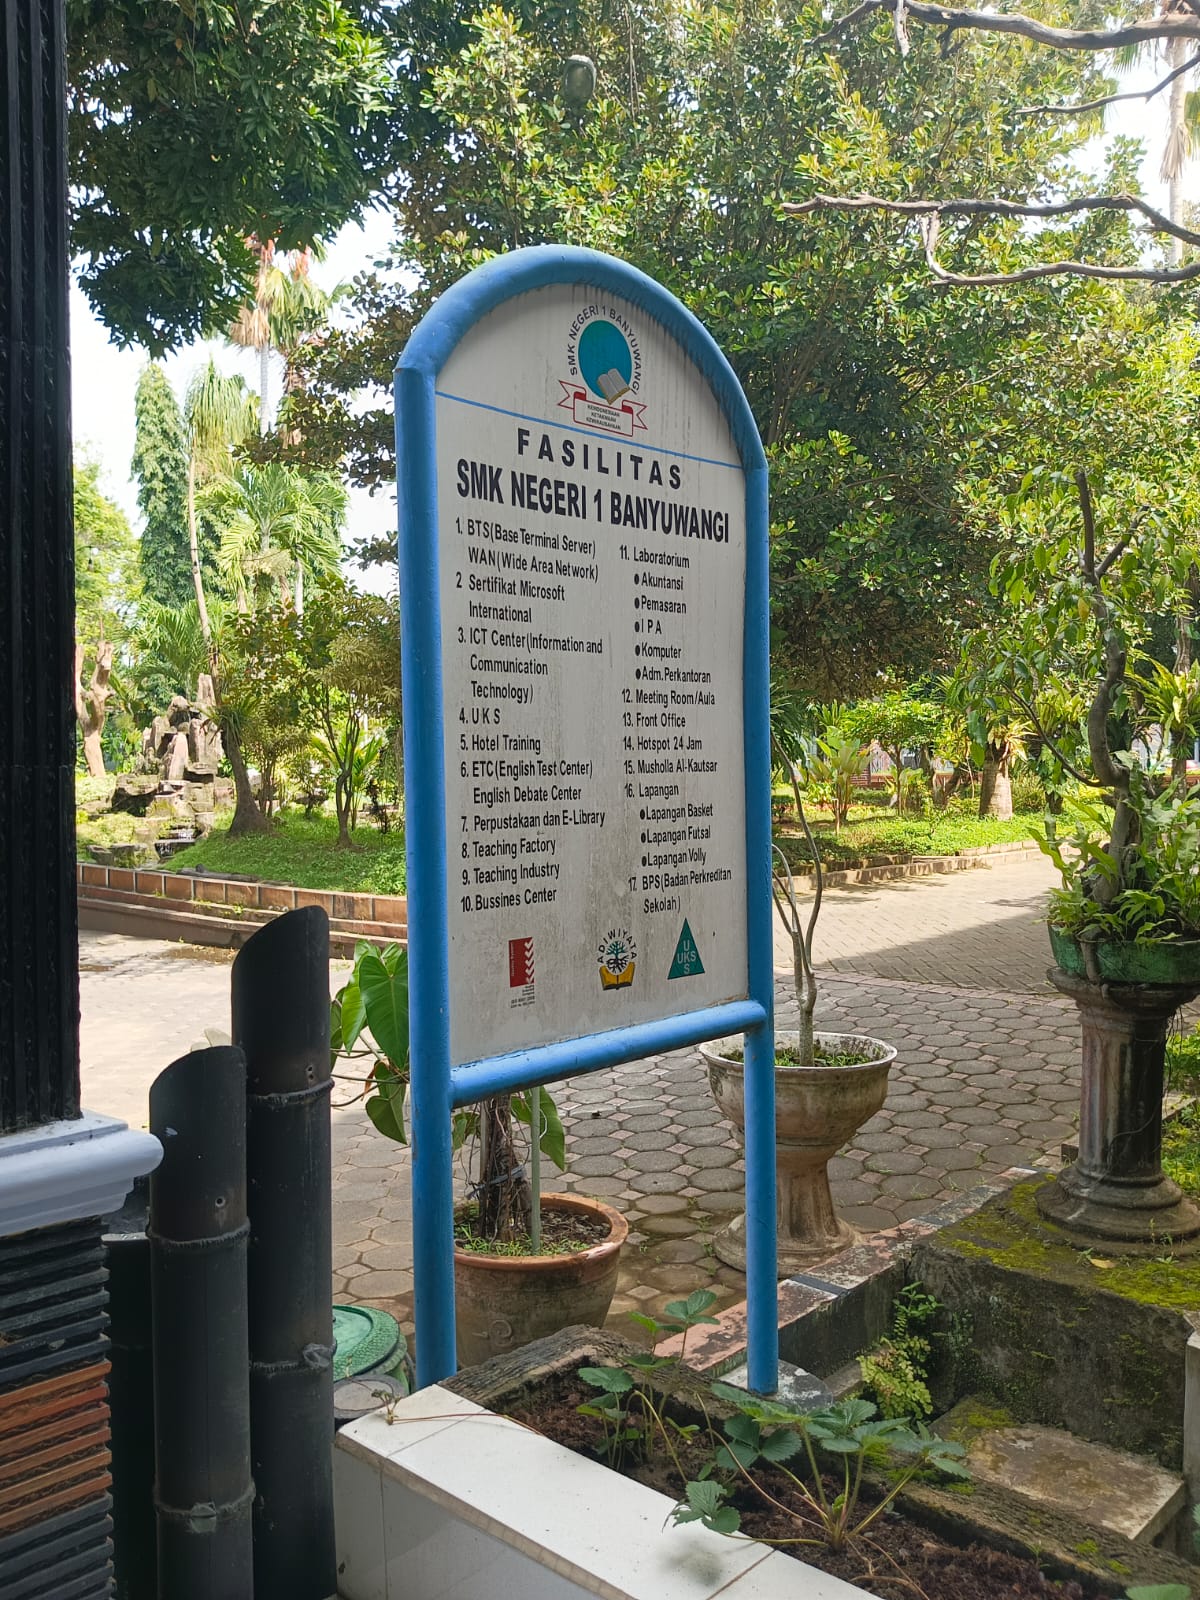 SMK NEGERI 1 BANYUWANGI
KEINDONESIAAN
KETAKWAAN
KEWIRAUSAHAAN
FASILITAS
SMK NEGERI 1 BANYUWANGI
1. BTS(Base Terminal Server)
WAN(Wide Area Network)
2 Sertifikat Microsoft
International
3. ICT Center(Information and
Communication
Technology)
4. U K S
5. Hotel Training
6. ETC(English Test Center)
English Debate Center
7. Perpustakaan dan E-Library
8. Teaching Factory
9. Teaching Industry
10. Bussines Center
11. Laboratorium
●Akuntansi
●Pemasaran
●I P A
●Komputer
●Adm.Perkantoran
12. Meeting Room/Aula
13. Front Office
14. Hotspot 24 Jam
15. Musholla Al-Kautsar
16. Lapangan
●Lapangan Basket
●Lapangan Futsal
●Lapangan Volly
17. BPS(Badan Perkreditan
Sekolah)
ADIWIYATA
U
UKS
S